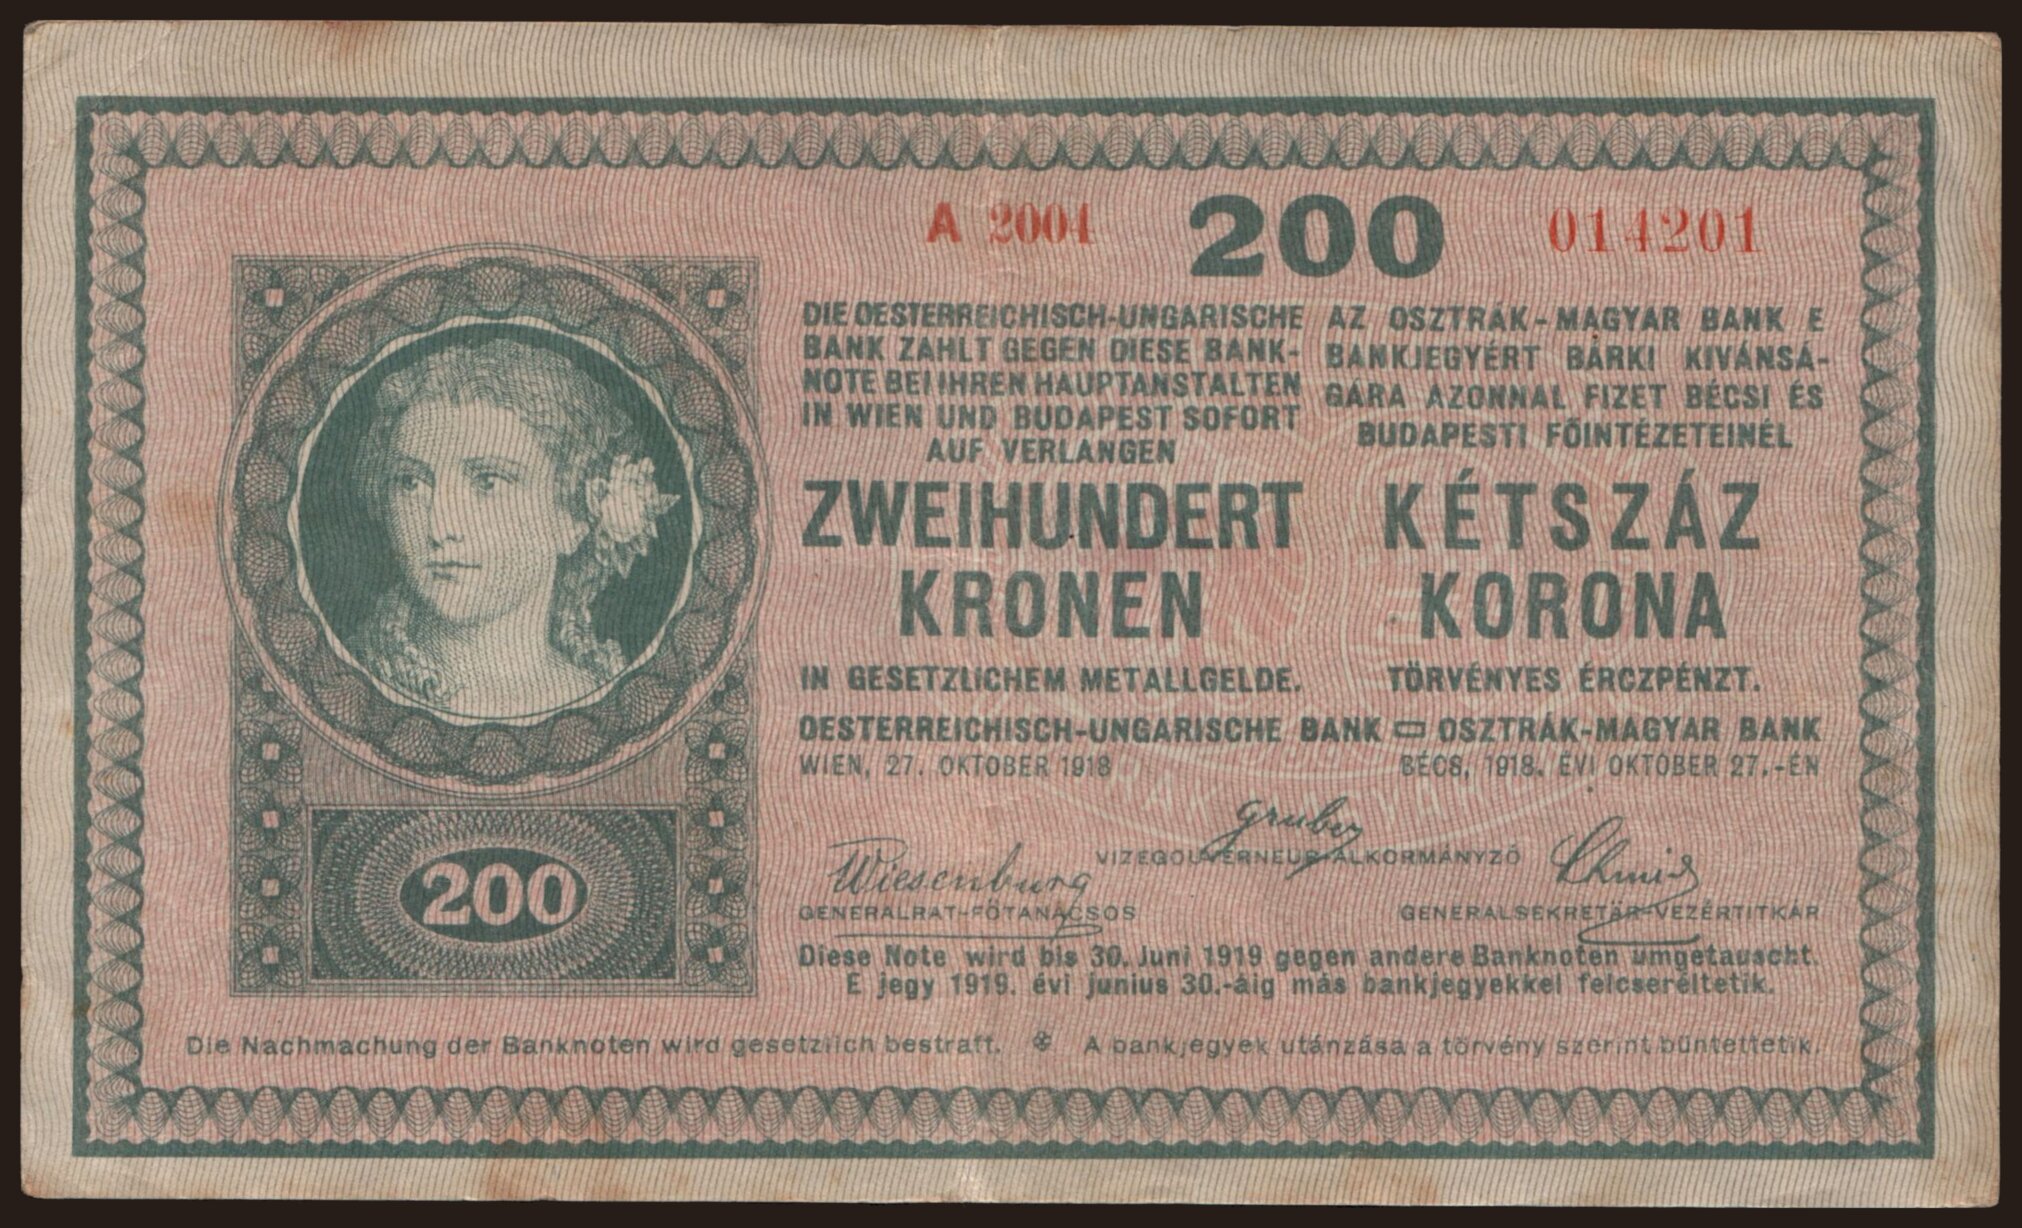 A 2004 200 014201
DIE OESTERREICHISCH-UNGARISCHE
BANK ZAHLT GEGEN DIESE BANK-
NOTE BEI IHREN HAUPTANSTALTEN
IN WIEN UND BUDAPEST SOFORT
AUF VERLANGEN
ZWEIHUNDERT
KRONEN
IN GESETZLICHEM METALLGELDE.
AZ OSZTRÁK-MAGYAR BANK E
BANKJEGYÉRT BÁRKI KIVÁNSÁ-
GÁRA AZONNAL FIZET BÉCSI ÉS
BUDAPESTI FŐINTÉZETEINÉL
KÉTSZÁZ
KORONA
TÖRVÉNYES ÉRCZPÉNZT.
OESTERREICHISCH-UNGARISCHE BANK OSZTRÁK-MAGYAR BANK
WIEN, 27. OKTOBER 1918 BÉCS, 1918. ÉVI OKTÓBER 27.-ÉN
Gruber
VIZEGOUVERNEUR-ALKORMÁNYZÓ
Wiesenburg Schmid
GENERALRAT-FŐTANÁCSOS GENERALSEKRETÄR-VEZÉRTITKÁR
200
Diese Note wird bis 30. Juni 1919 gegen andere Banknoten umgetauscht.
E jegy 1919. évi junius 30.-áig más bankjegyekkel felcseréltetik.
Die Nachmachung der Banknoten wird gesetzlich bestraft. A bankjegyek utánzása a törvény szerint büntettetik.